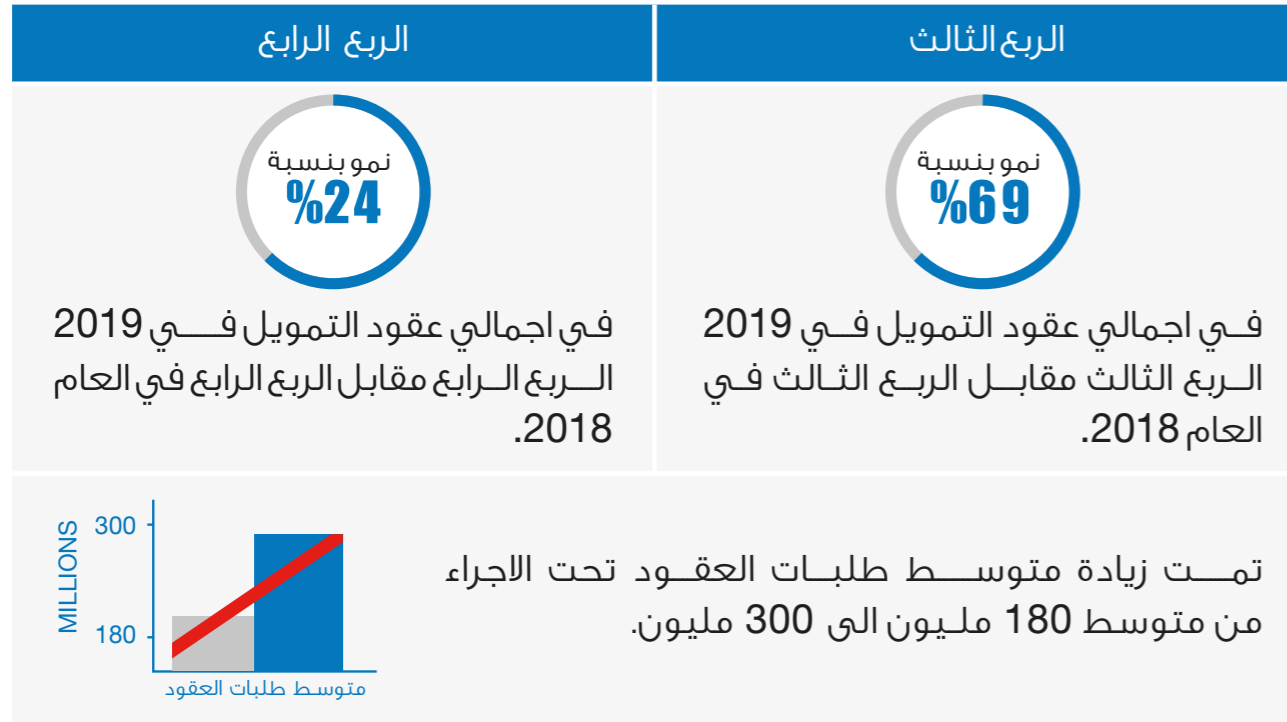 الربع الثالث
نمو بنسبة
%69
في اجمالي عقود التمويل في 2019
الربع الثالث مقابل الربع الثالث في
العام 2018.
الربع الرابع
نمو بنسبة
%24
في اجمالي عقود التمويل في 2019
الربع الرابع مقابل الربع الرابع في العام
2018.
تمت زيادة متوسط طلبات العقود تحت الاجراء
من متوسط 180 مليون الى 300 مليون.
MILLIONS
300
180
متوسط طلبات العقود